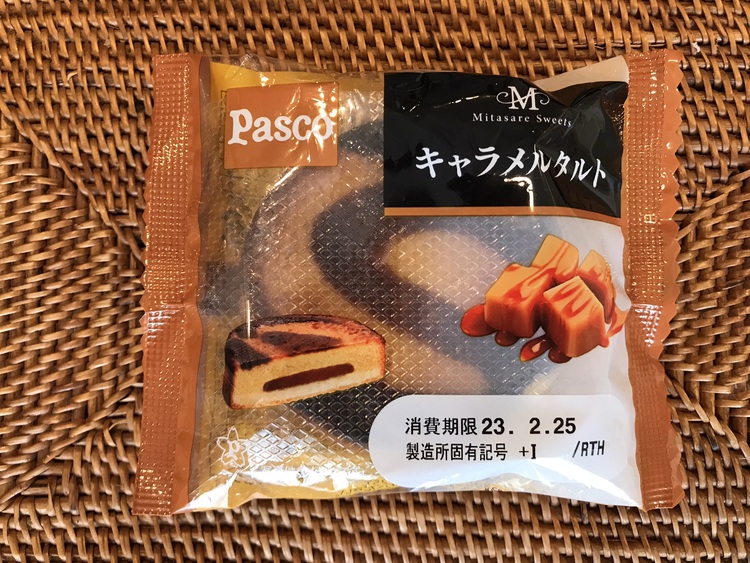 Pasco
M
Mitasare Sweets
キャラメルタルト
消費期限23. 2.25
製造所固有記号 +I /RTH